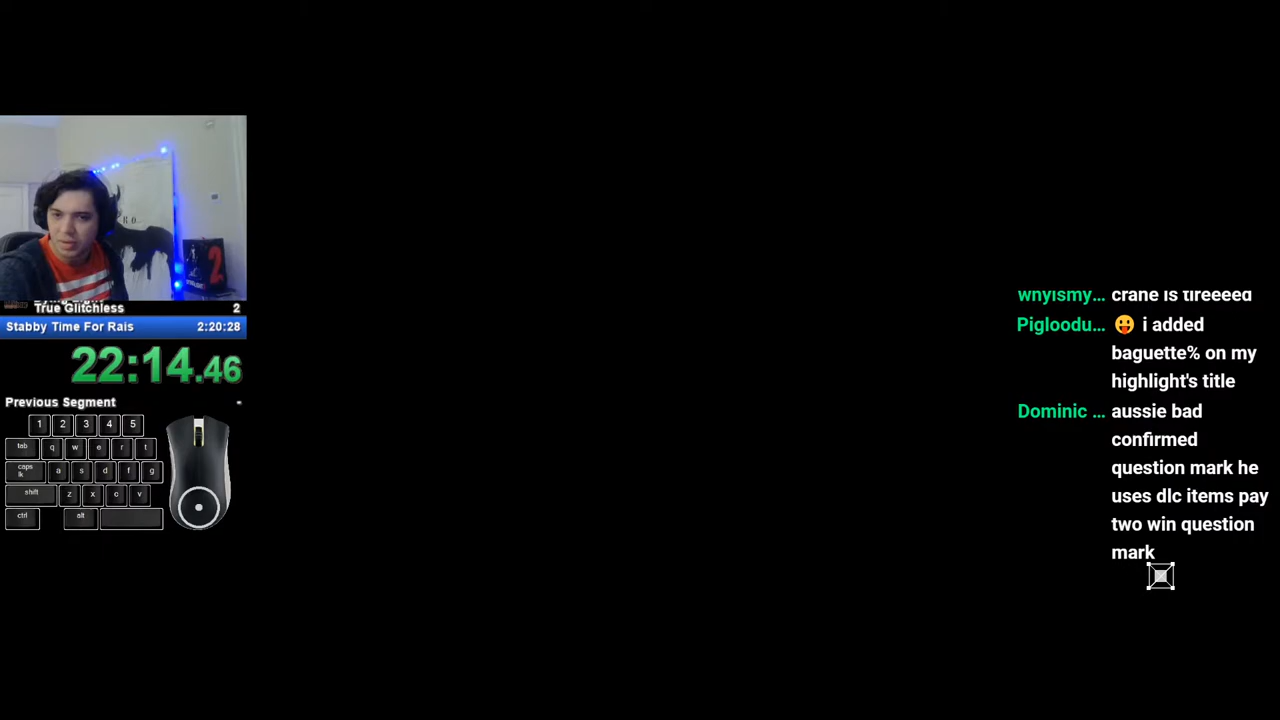 True Glitchless 2
Stabby Time For Rais 2:20:28
22:14.46
Previous Segment -
1 2 3 4 5
tab q w e r t
caps lk a s d f g
shift z x c v
ctrl alt
2
crane is tireeeed
Pigloodu… 😛 i added
baguette% on my
highlight's title
Dominic … aussie bad
confirmed
question mark he
uses dlc items pay
two win question
mark